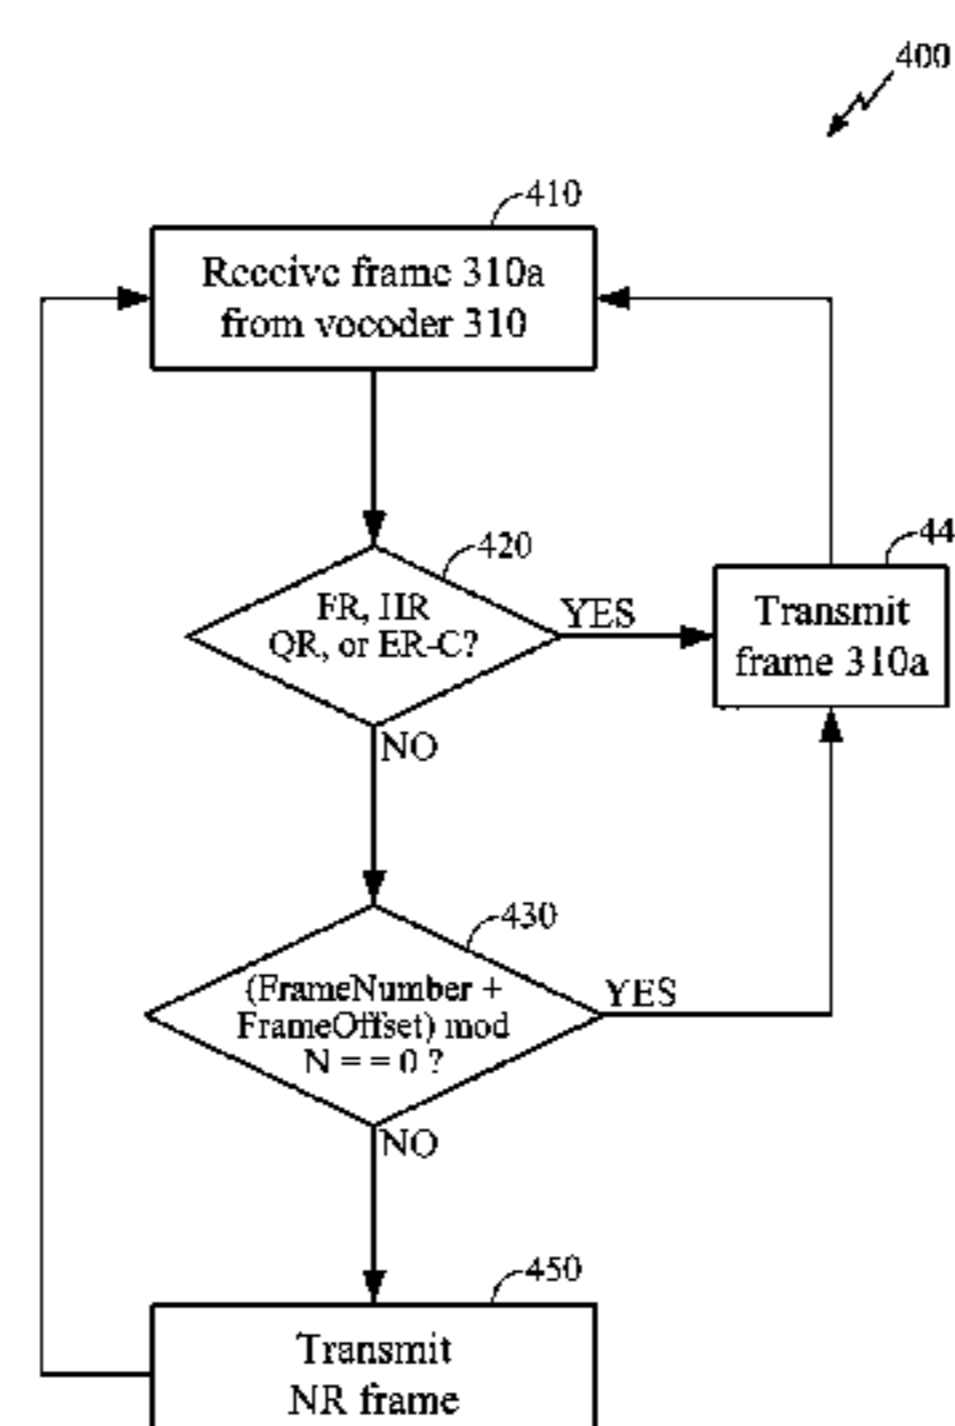 400
410
Receive frame 310a
from vocoder 310
420
FR, HR
QR, or ER-C?
YES
NO
44
Transmit
frame 310a
430
(FrameNumber +
FrameOffset) mod
N = = 0 ?
YES
NO
450
Transmit
NR frame